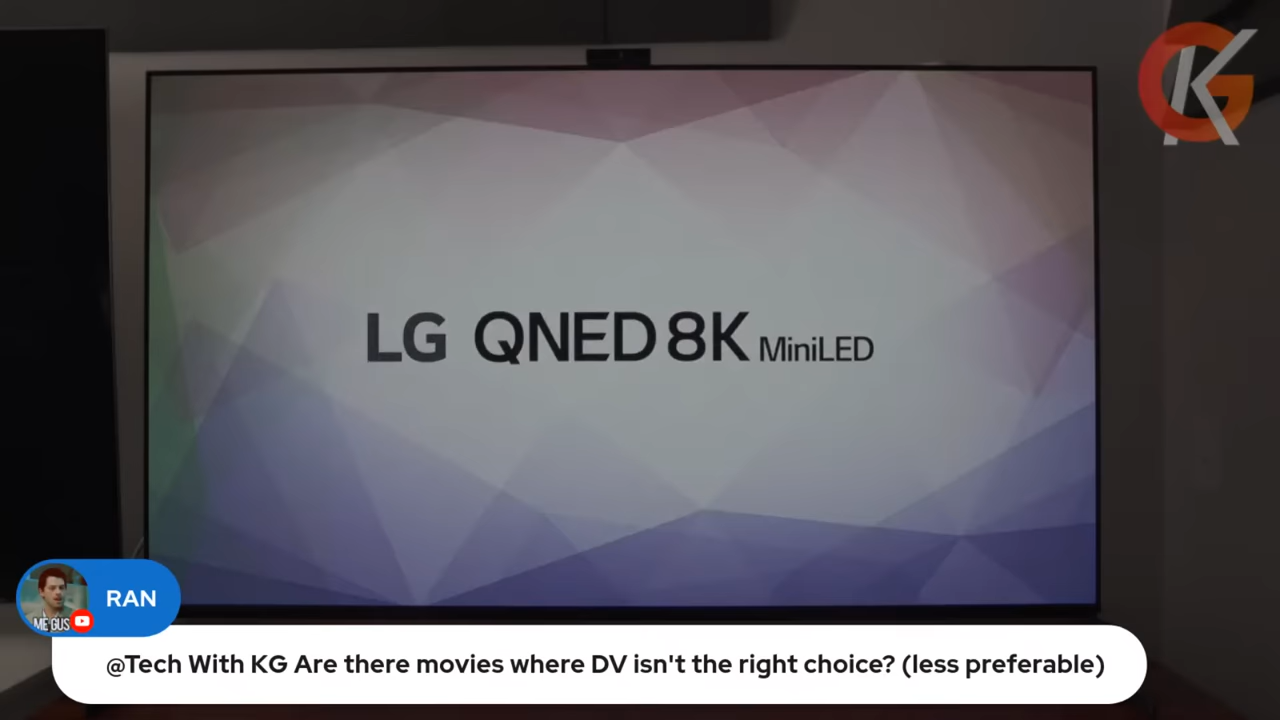 GK
LG QNED 8K MiniLED
ME GUS
RAN
@Tech With KG Are there movies where DV isn't the right choice? (less preferable)